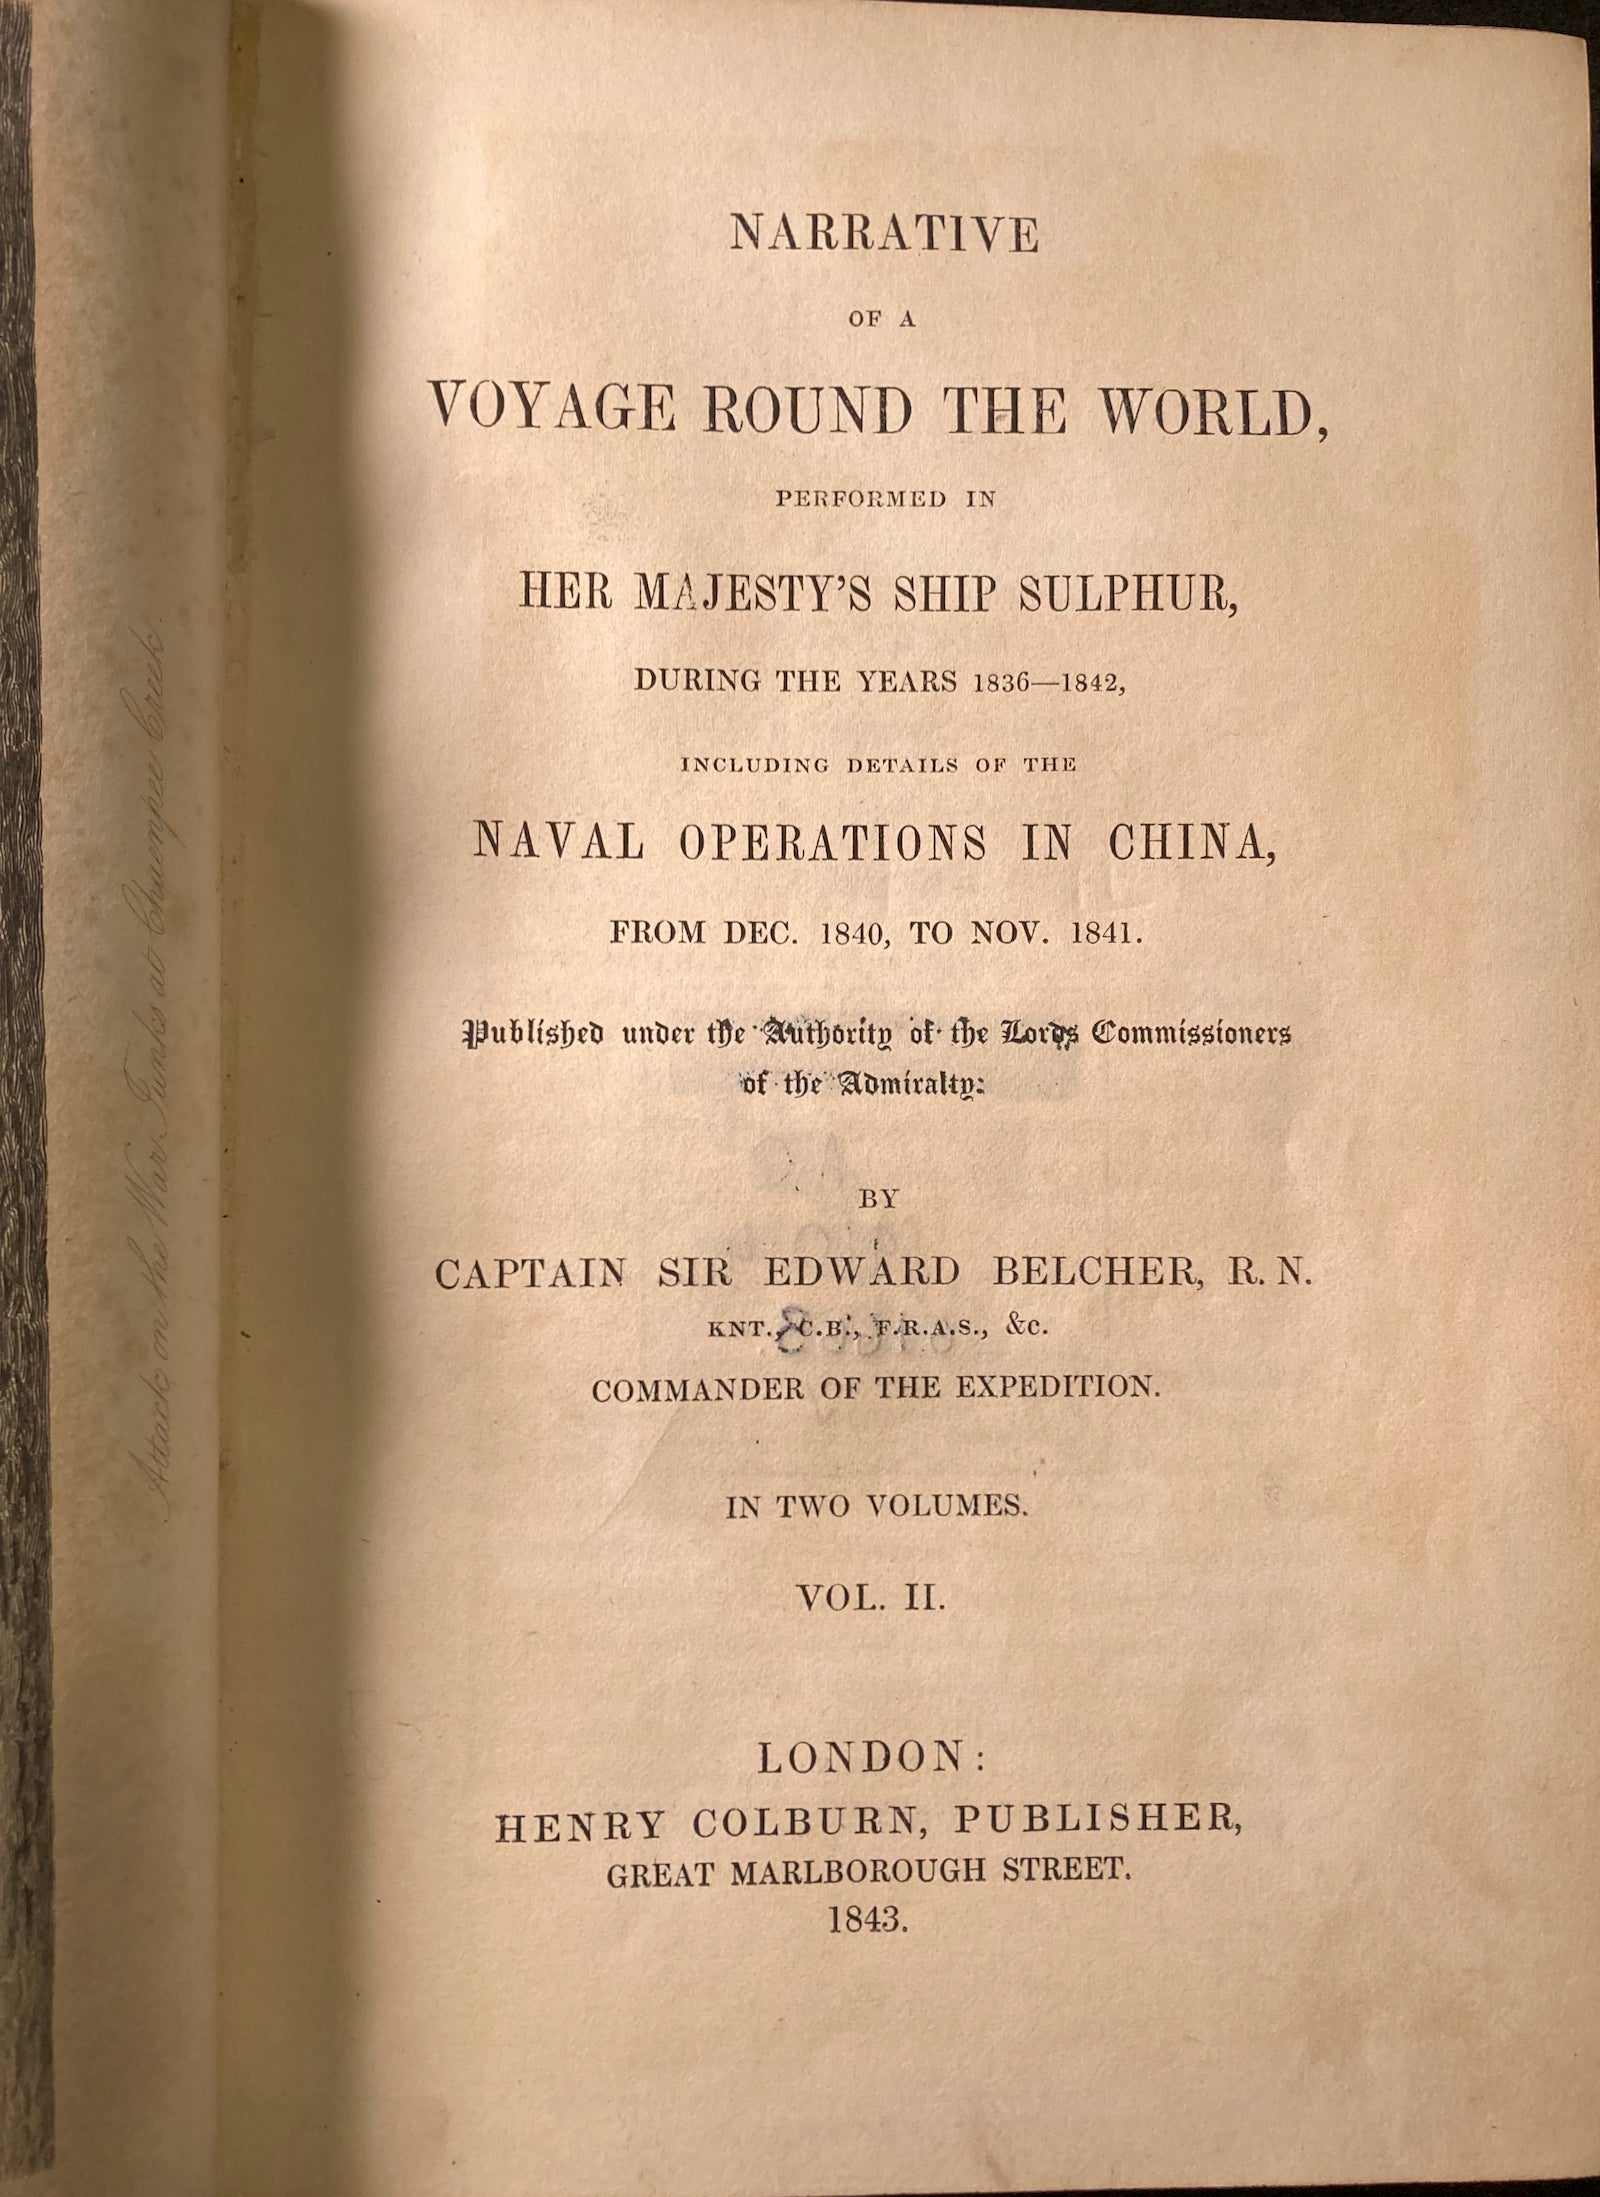 Attack on the War Junks at Chuenpee Creek
NARRATIVE
OF A
VOYAGE ROUND THE WORLD,
PERFORMED IN
HER MAJESTY'S SHIP SULPHUR,
DURING THE YEARS 1836—1842,
INCLUDING DETAILS OF THE
NAVAL OPERATIONS IN CHINA,
FROM DEC. 1840, TO NOV. 1841.
Published under the Authority of the Lords Commissioners
of the Admiralty:
BY
CAPTAIN SIR EDWARD BELCHER, R. N.
KNT., C.B., F.R.A.S., &c.
COMMANDER OF THE EXPEDITION.
IN TWO VOLUMES.
VOL. II.
LONDON:
HENRY COLBURN, PUBLISHER,
GREAT MARLBOROUGH STREET.
1843.